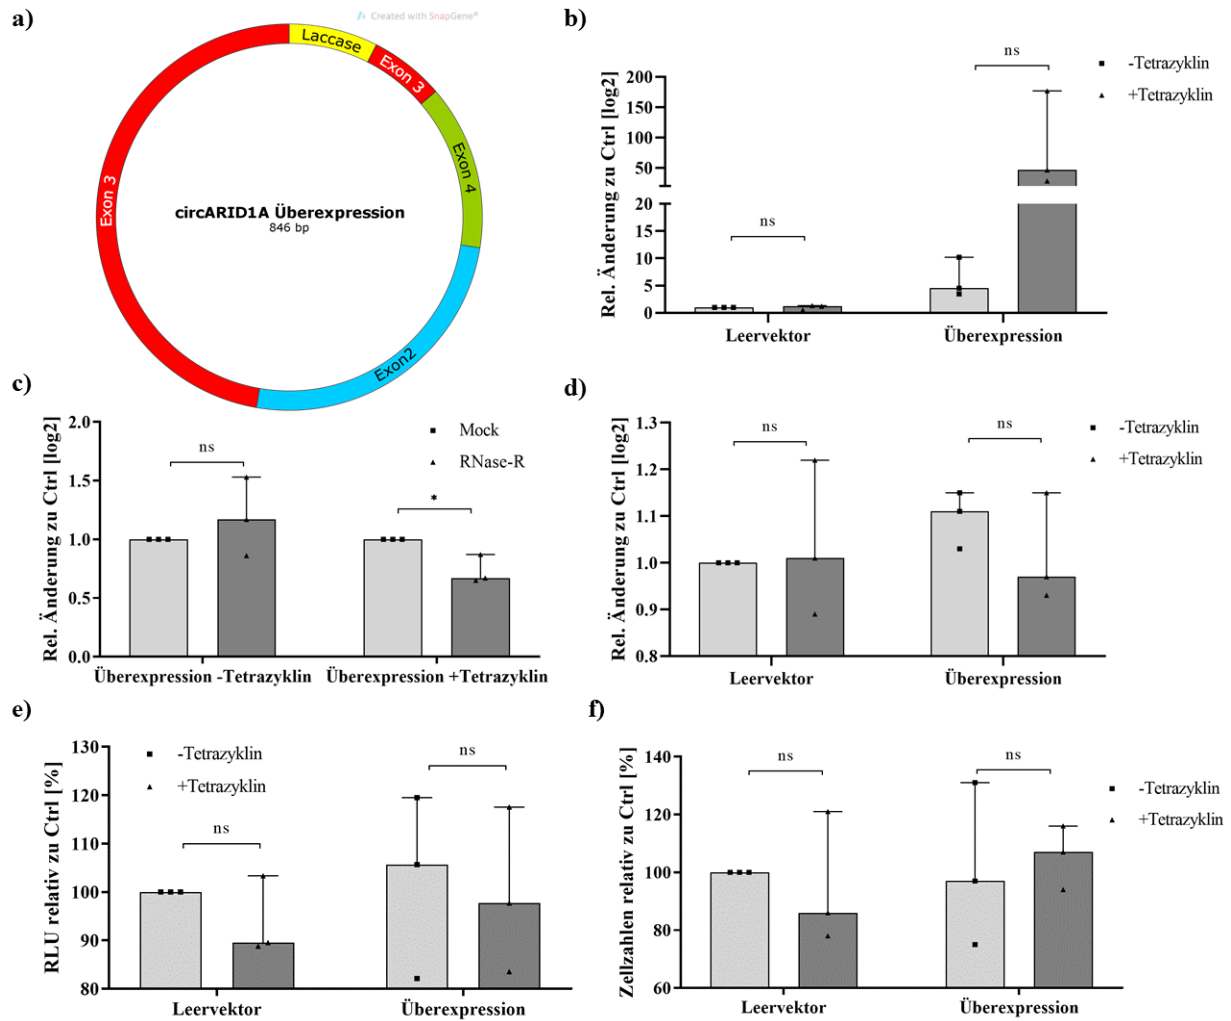 a)
Created with SnapGene®
Laccase
Exon 3
Exon 4
Exon 3
circARID1A Überexpression
846 bp
Exon2
b)
Rel. Änderung zu Ctrl [log2]
200
150
100
50
20
15
10
5
0
ns
ns
-Tetrazyklin
+Tetrazyklin
Leervektor
Überexpression
c)
Rel. Änderung zu Ctrl [log2]
2.0
1.5
1.0
0.5
0.0
ns
*
Mock
RNase-R
Überexpression -Tetrazyklin
Überexpression +Tetrazyklin
d)
Rel. Änderung zu Ctrl [log2]
1.3
1.2
1.1
1.0
0.9
0.8
ns
ns
-Tetrazyklin
+Tetrazyklin
Leervektor
Überexpression
e)
RLU relativ zu Ctrl [%]
130
120
110
100
90
80
-Tetrazyklin
+Tetrazyklin
ns
ns
Leervektor
Überexpression
f)
Zellzahlen relativ zu Ctrl [%]
140
120
100
80
60
ns
ns
-Tetrazyklin
+Tetrazyklin
Leervektor
Überexpression